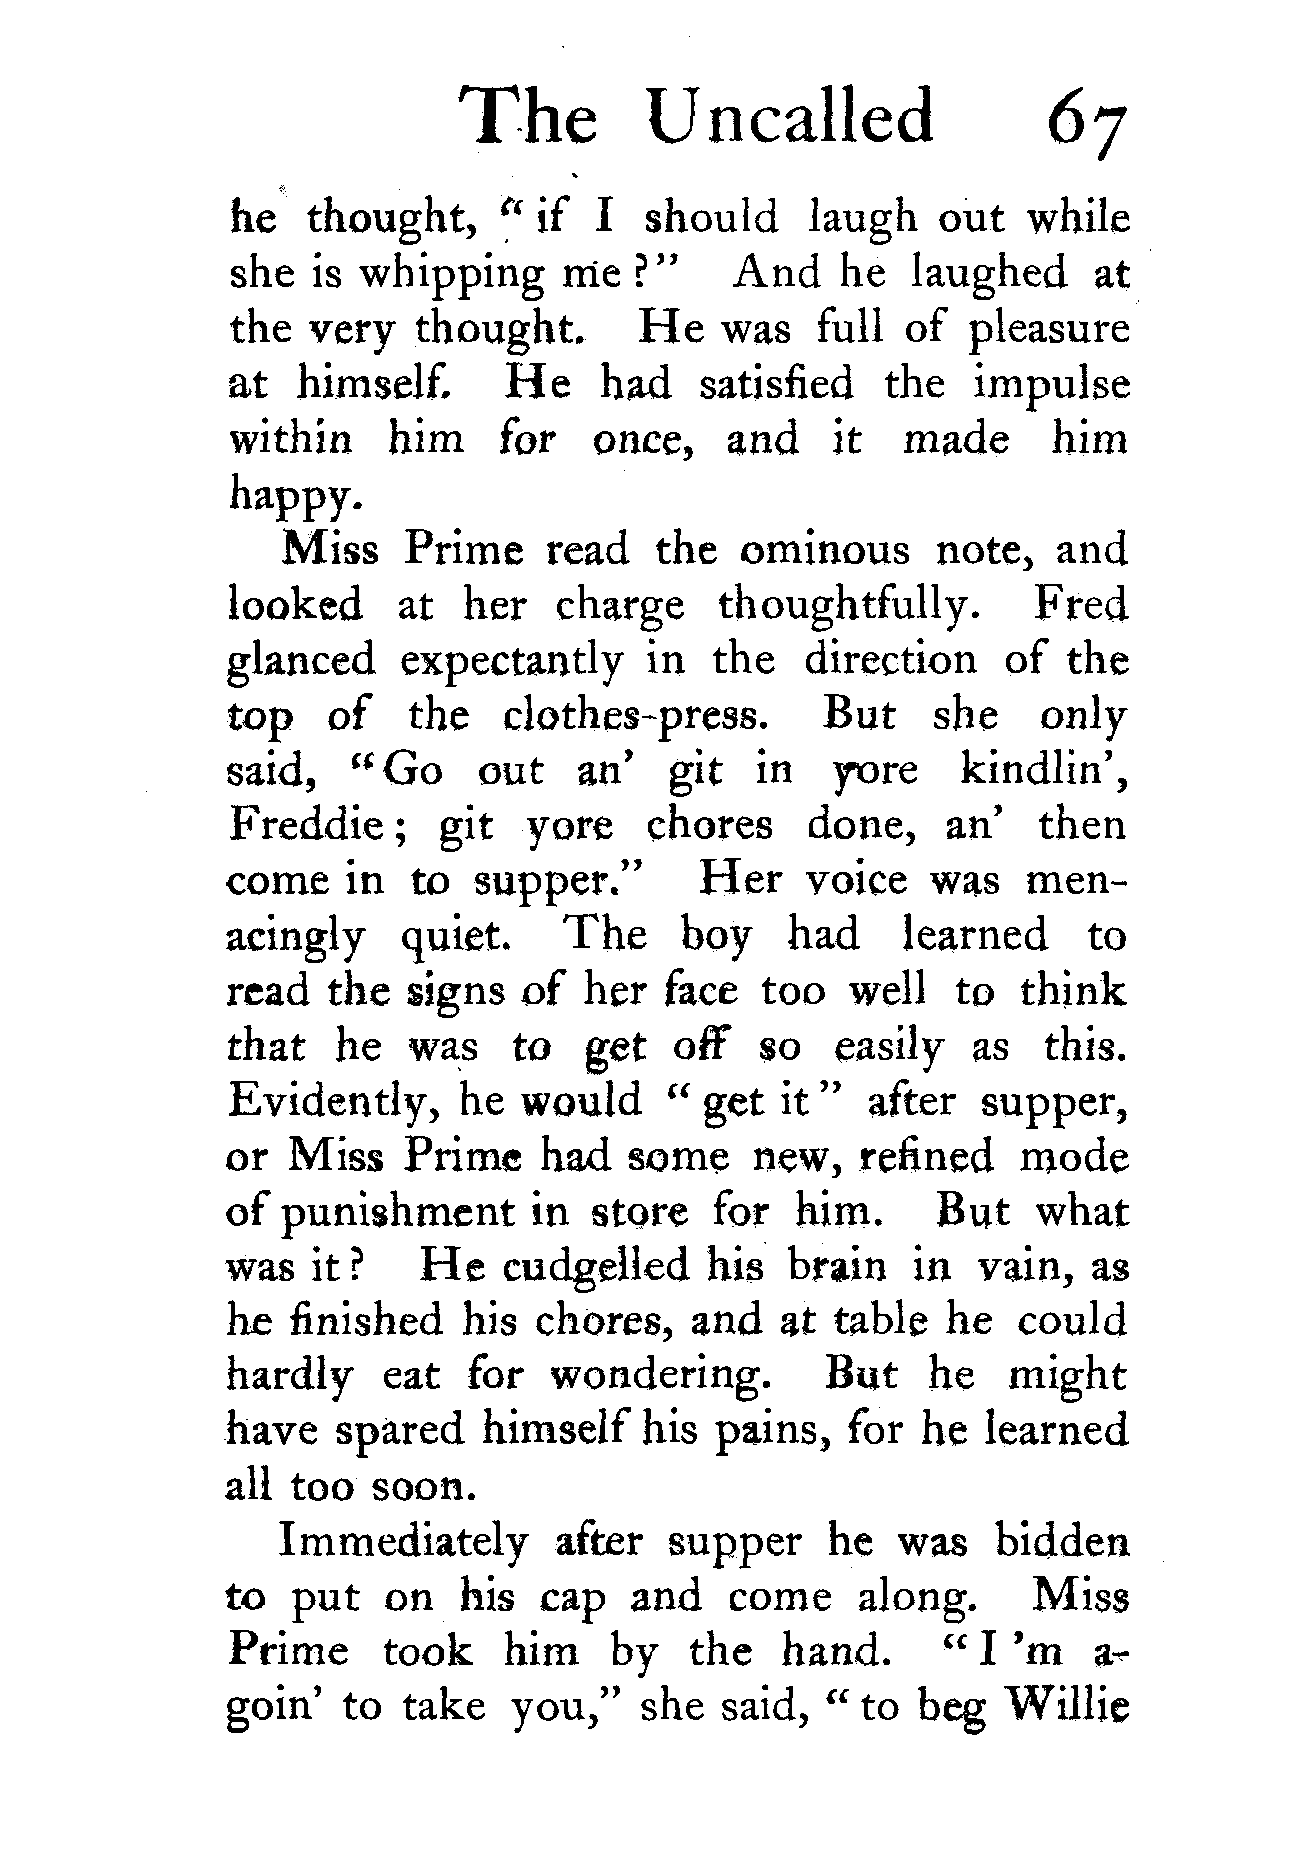 The Uncalled 67
he thought, “ if I should laugh out while
she is whipping me ?” And he laughed at
the very thought. He was full of pleasure
at himself. He had satisfied the impulse
within him for once, and it made him
happy.
Miss Prime read the ominous note, and
looked at her charge thoughtfully. Fred
glanced expectantly in the direction of the
top of the clothes-press. But she only
said, “ Go out an’ git in yore kindlin’,
Freddie ; git yore chores done, an’ then
come in to supper.” Her voice was men-
acingly quiet. The boy had learned to
read the signs of her face too well to think
that he was to get off so easily as this.
Evidently, he would “ get it ” after supper,
or Miss Prime had some new, refined mode
of punishment in store for him. But what
was it ? He cudgelled his brain in vain, as
he finished his chores, and at table he could
hardly eat for wondering. But he might
have spared himself his pains, for he learned
all too soon.
Immediately after supper he was bidden
to put on his cap and come along. Miss
Prime took him by the hand. “ I ’m a-
goin’ to take you,” she said, “ to beg Willie